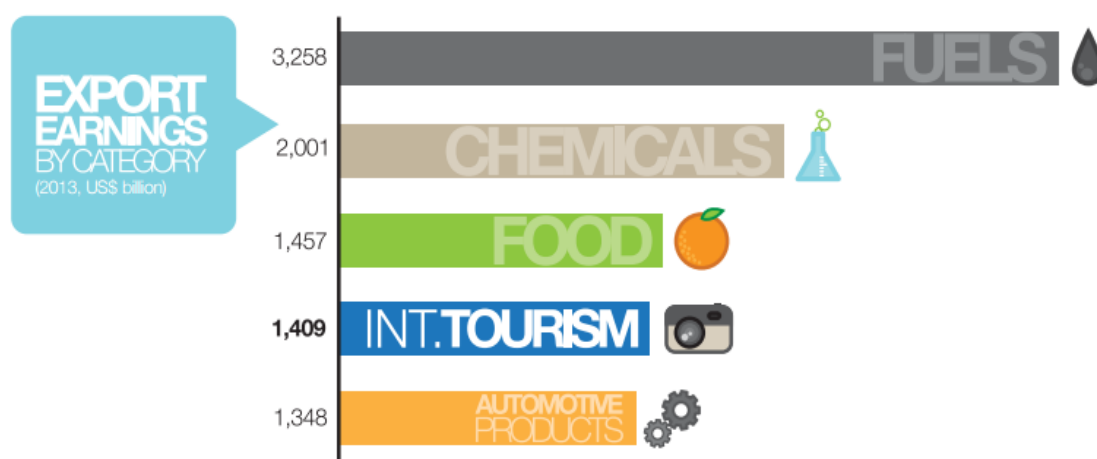 EXPORT
EARNINGS
BY CATEGORY
(2013, US$ billion)
3,258
FUELS
2,001
CHEMICALS
1,457
FOOD
1,409
INT.TOURISM
1,348
AUTOMOTIVE
PRODUCTS